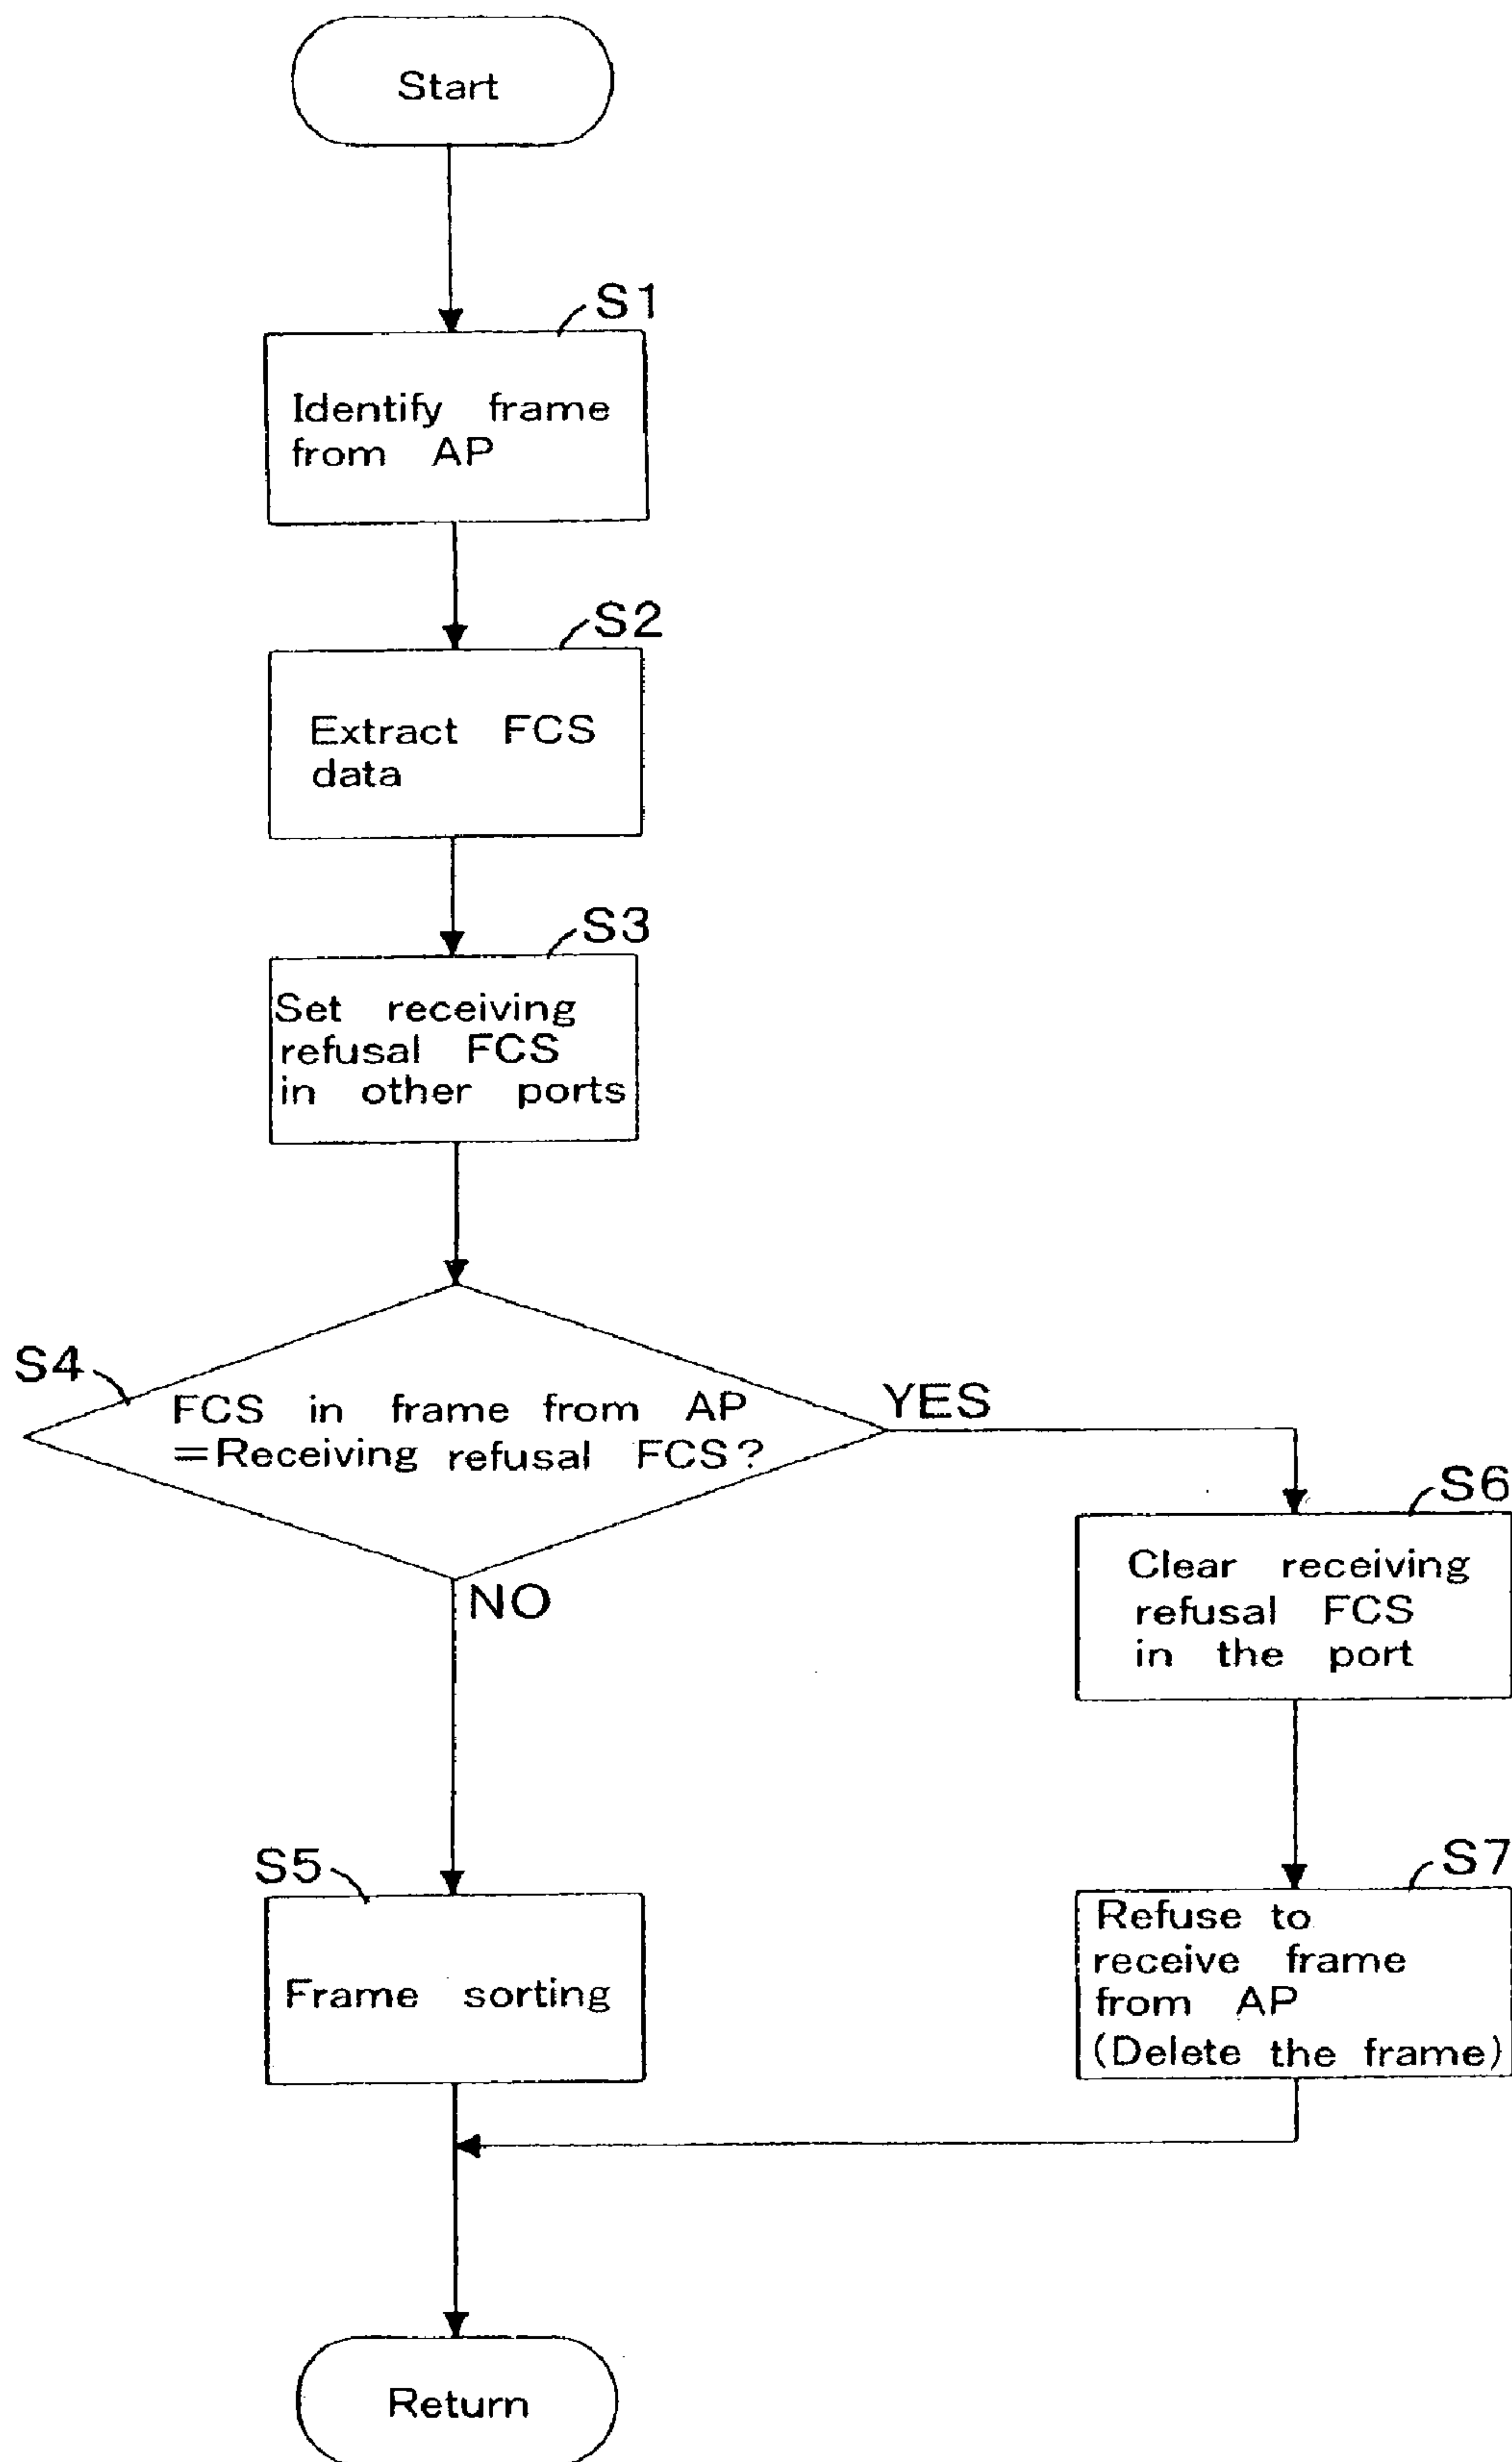 Start
S1
Identify frame
from AP
S2
Extract FCS
data
S3
Set receiving
refusal FCS
in other ports
S4
FCS in frame from AP
=Receiving refusal FCS?
YES
NO
S6
Clear receiving
refusal FCS
in the port
S5
Frame sorting
S7
Refuse to
receive frame
from AP
(Delete the frame)
Return